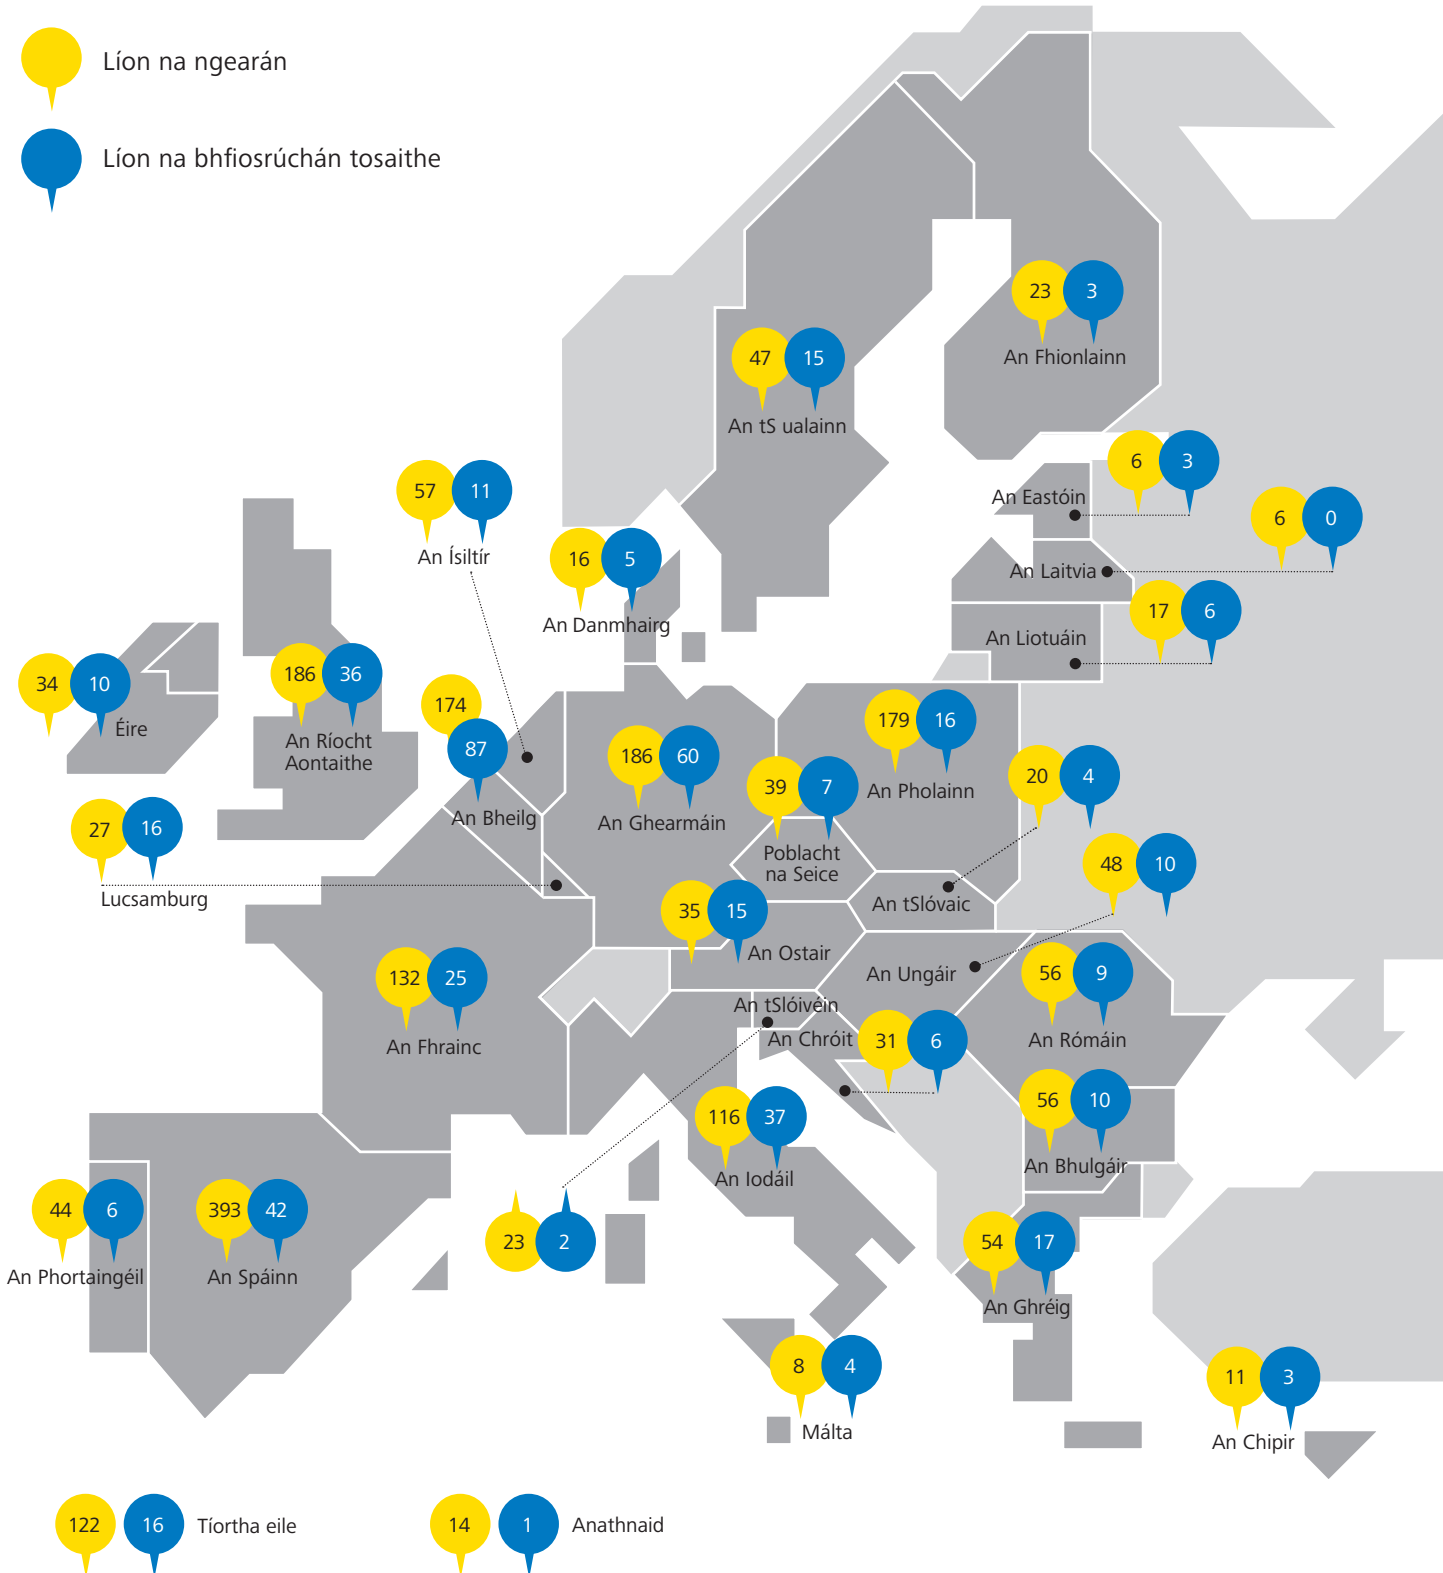 Líon na ngearán
Líon na bhfiosrúchán tosaithe
23 3
An Fhionlainn
47 15
An tS ualainn
6 3
An Eastóin
57 11
An Ísiltír
6 0
An Laitvia
16 5
An Danmhairg
17 6
An Liotuáin
34 10
Éire
186 36
An Ríocht
Aontaithe
174
87
An Bheilg
186 60
An Ghearmáin
179 16
An Pholainn
39 7
Poblacht
na Seice
20 4
An tSlóvaic
27 16
Lucsamburg
48 10
An Ungáir
35 15
An Ostair
132 25
An Fhrainc
56 9
An Rómáin
An tSlóivéin
An Chróit
31 6
56 10
An Bhulgáir
116 37
An Iodáil
44 6
An Phortaingéil
393 42
An Spáinn
23 2
54 17
An Ghréig
8 4
Málta
11 3
An Chipir
122 16 Tíortha eile
14 1 Anathnaid